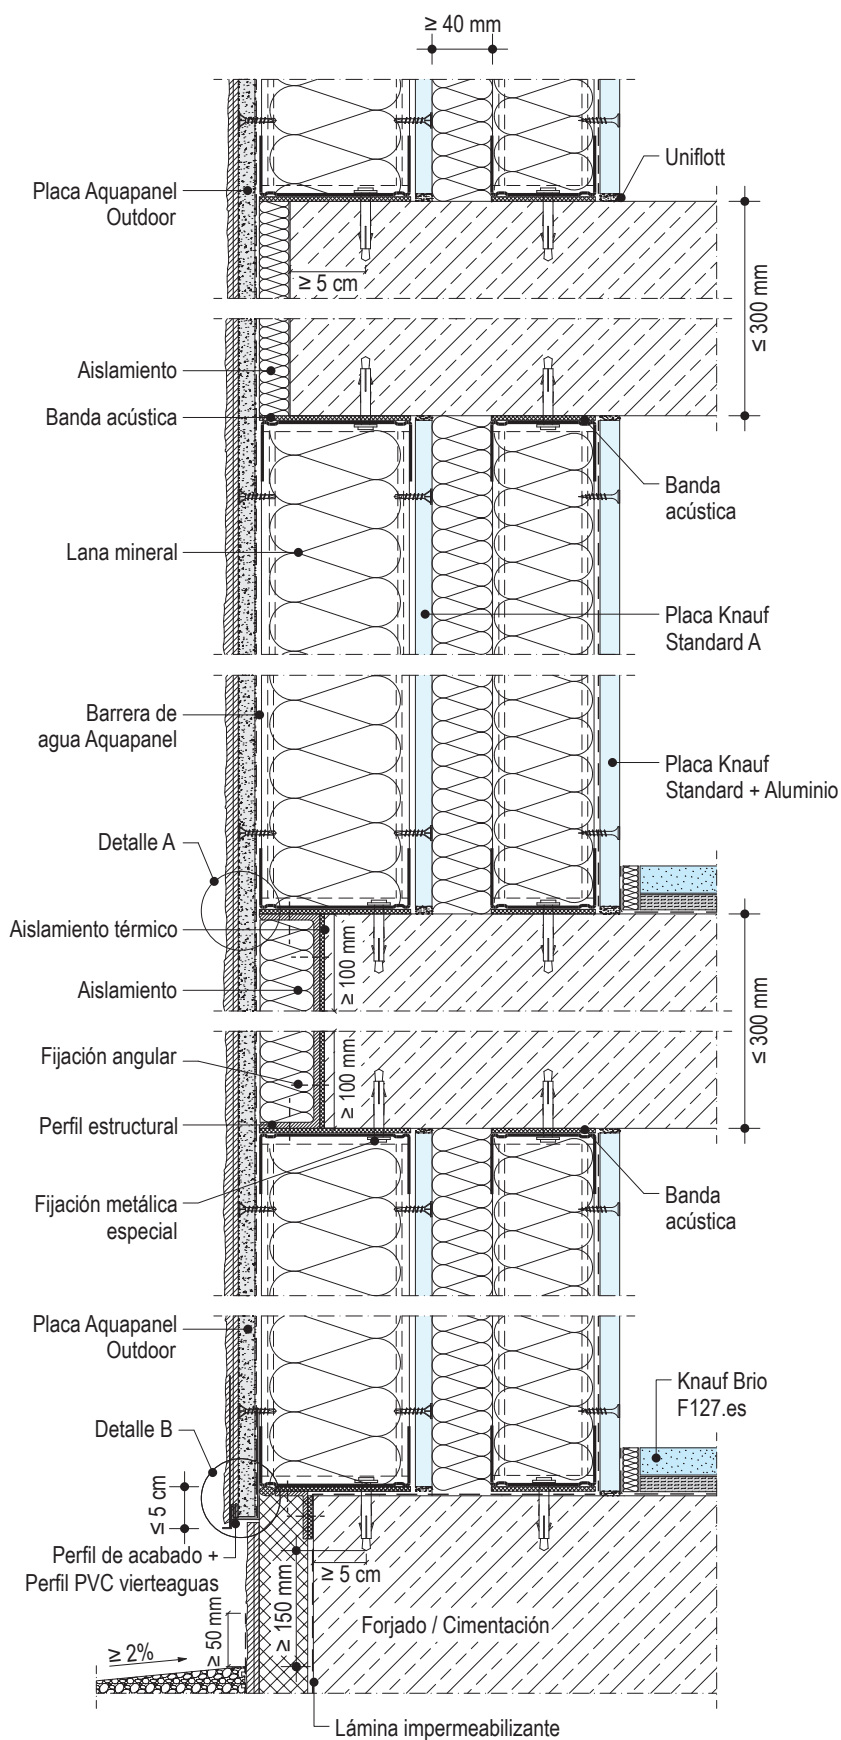 ≥ 40 mm
Uniflott
Placa Aquapanel
Outdoor
≥ 5 cm
≤ 300 mm
Aislamiento
Banda acústica
Banda
acústica
Lana mineral
Placa Knauf
Standard A
Barrera de
agua Aquapanel
Placa Knauf
Standard + Aluminio
Detalle A
Aislamiento térmico
≥ 100 mm
Aislamiento
≤ 300 mm
Fijación angular
≥ 100 mm
Perfil estructural
Fijación metálica
especial
Banda
acústica
Placa Aquapanel
Outdoor
Knauf Brio
F127.es
Detalle B
≤ 5 cm
Perfil de acabado +
Perfil PVC vierteaguas
≥ 5 cm
≥ 150 mm
Forjado / Cimentación
≥ 50 mm
≥ 2%
Lámina impermeabilizante